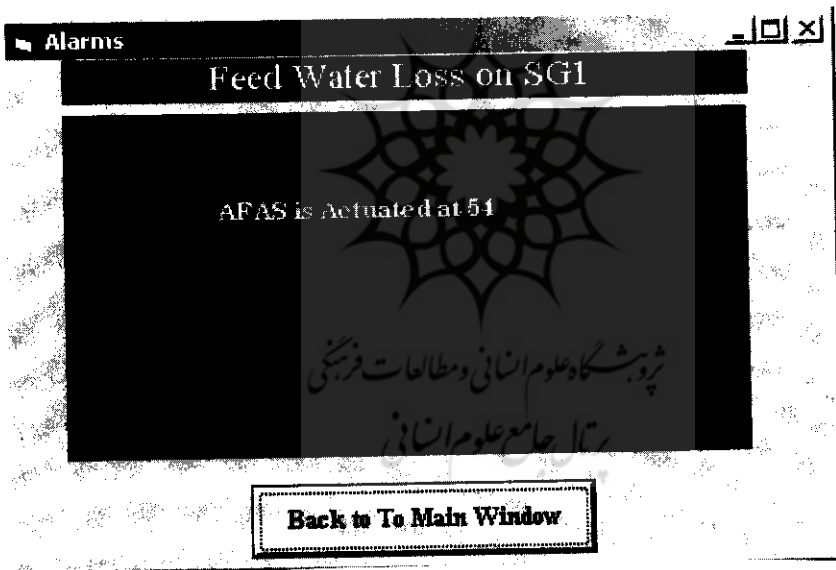 Alarms
Feed Water Loss on SG1
AFAS is Actuated at 54
پژوهشگاه علوم انسانی و مطالعات فرهنگی
پرتال جامع علوم انسانی
Back to To Main Window